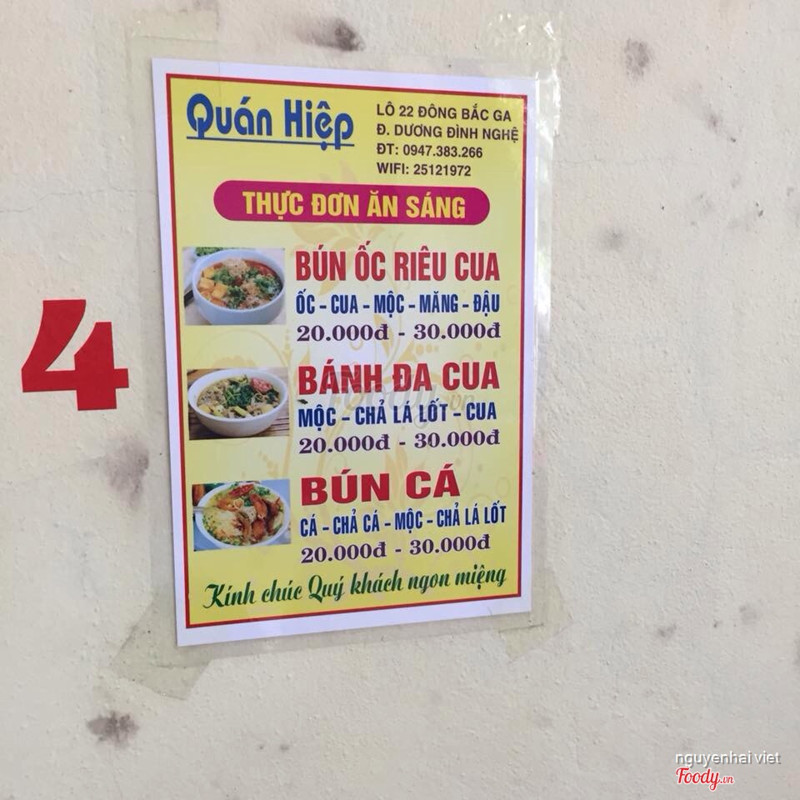 Quán Hiệp
LÔ 22 ĐÔNG BẮC GA
Đ. DƯƠNG ĐÌNH NGHỆ
ĐT: 0947.383.266
WIFI: 25121972
THỰC ĐƠN ĂN SÁNG
BÚN ỐC RIÊU CUA
ỐC – CUA – MỘC – MĂNG – ĐẬU
20.000đ - 30.000đ
BÁNH ĐA CUA
MỘC – CHẢ LÁ LỐT – CUA
20.000đ - 30.000đ
BÚN CÁ
CÁ – CHẢ CÁ – MỘC – CHẢ LÁ LỐT
20.000đ - 30.000đ
Kính chúc Quý khách ngon miệng
4
nguyenhaiviet
Foody.vn